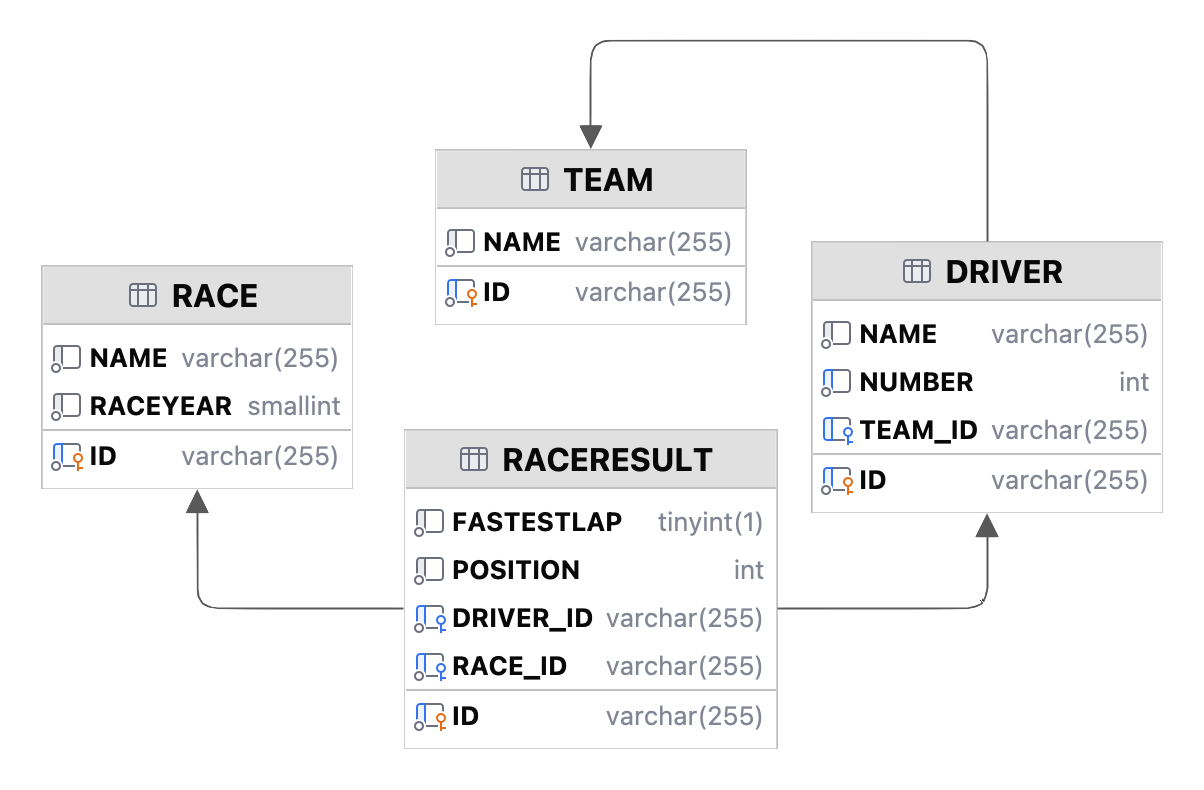 TEAM
NAME varchar(255)
ID varchar(255)
DRIVER
NAME varchar(255)
NUMBER int
TEAM_ID varchar(255)
ID varchar(255)
RACE
NAME varchar(255)
RACEYEAR smallint
ID varchar(255)
RACERESULT
FASTESTLAP tinyint(1)
POSITION int
DRIVER_ID varchar(255)
RACE_ID varchar(255)
ID varchar(255)